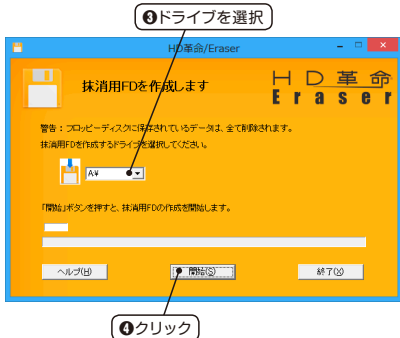 ❸ドライブを選択
HD革命/Eraser
抹消用FDを作成します
HD革命
Eraser
警告：フロッピーディスクに保存されているデータは、全て削除されます。
抹消用FDを作成するドライブを選択してください。
A:¥
「開始」ボタンを押すと、抹消用FDの作成を開始します。
ヘルプ(H)
開始(S)
終了(X)
❹クリック